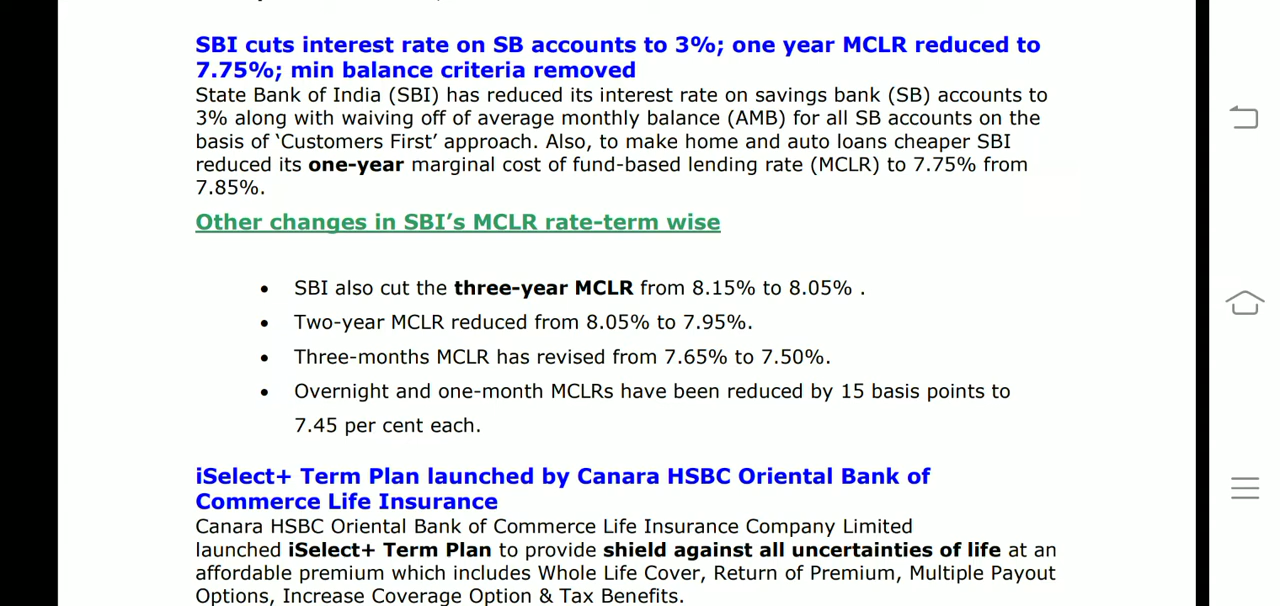 SBI cuts interest rate on SB accounts to 3%; one year MCLR reduced to
7.75%; min balance criteria removed
State Bank of India (SBI) has reduced its interest rate on savings bank (SB) accounts to
3% along with waiving off of average monthly balance (AMB) for all SB accounts on the
basis of ‘Customers First’ approach. Also, to make home and auto loans cheaper SBI
reduced its one-year marginal cost of fund-based lending rate (MCLR) to 7.75% from
7.85%.
Other changes in SBI’s MCLR rate-term wise
• SBI also cut the three-year MCLR from 8.15% to 8.05% .
• Two-year MCLR reduced from 8.05% to 7.95%.
• Three-months MCLR has revised from 7.65% to 7.50%.
• Overnight and one-month MCLRs have been reduced by 15 basis points to
7.45 per cent each.
iSelect+ Term Plan launched by Canara HSBC Oriental Bank of
Commerce Life Insurance
Canara HSBC Oriental Bank of Commerce Life Insurance Company Limited
launched iSelect+ Term Plan to provide shield against all uncertainties of life at an
affordable premium which includes Whole Life Cover, Return of Premium, Multiple Payout
Options, Increase Coverage Option & Tax Benefits.